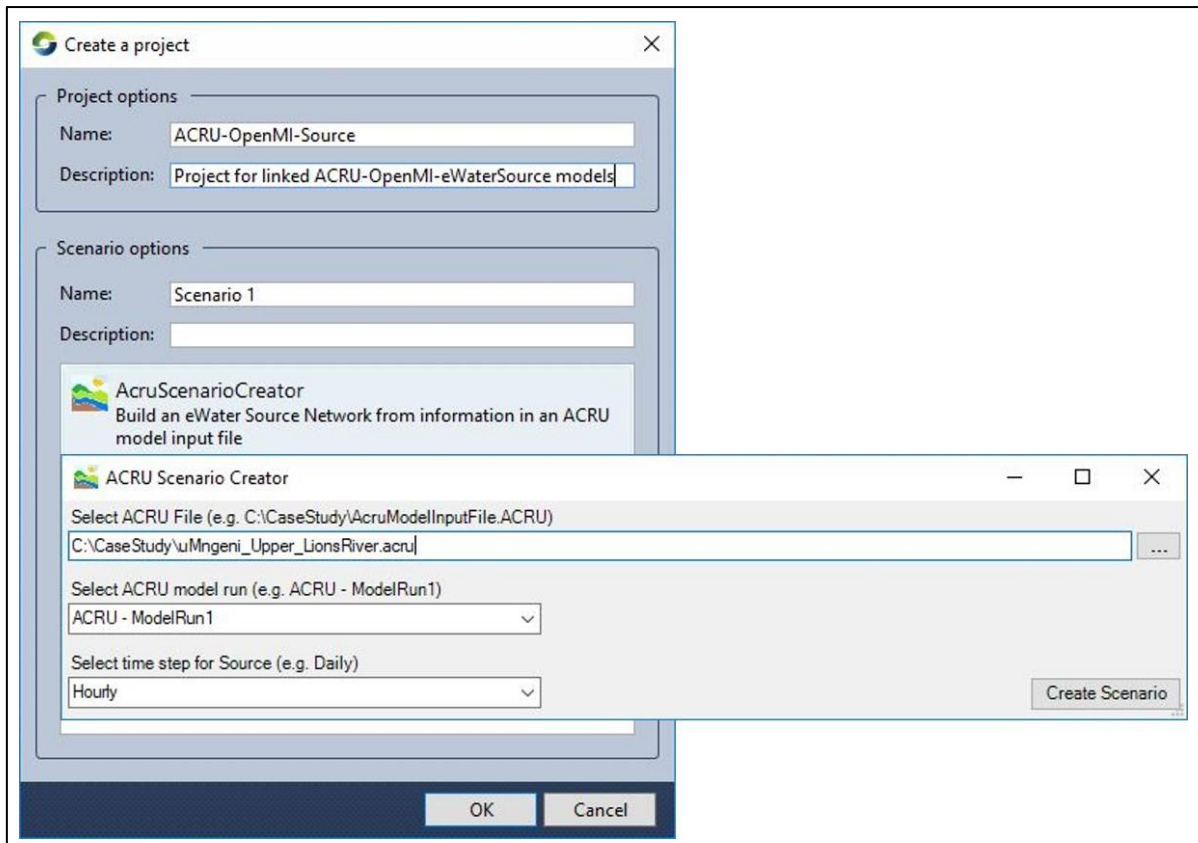 Create a project
Project options
Name: ACRU-OpenMI-Source
Description: Project for linked ACRU-OpenMI-eWaterSource models
Scenario options
Name: Scenario 1
Description:
AcruScenarioCreator
Build an eWater Source Network from information in an ACRU
model input file
ACRU Scenario Creator
Select ACRU File (e.g. C:\CaseStudy\AcruModelInputFile.ACRU)
C:\CaseStudy\uMngeni_Upper_LionsRiver.acru
...
Select ACRU model run (e.g. ACRU - ModelRun1)
ACRU - ModelRun1
Select time step for Source (e.g. Daily)
Hourly
Create Scenario
OK Cancel